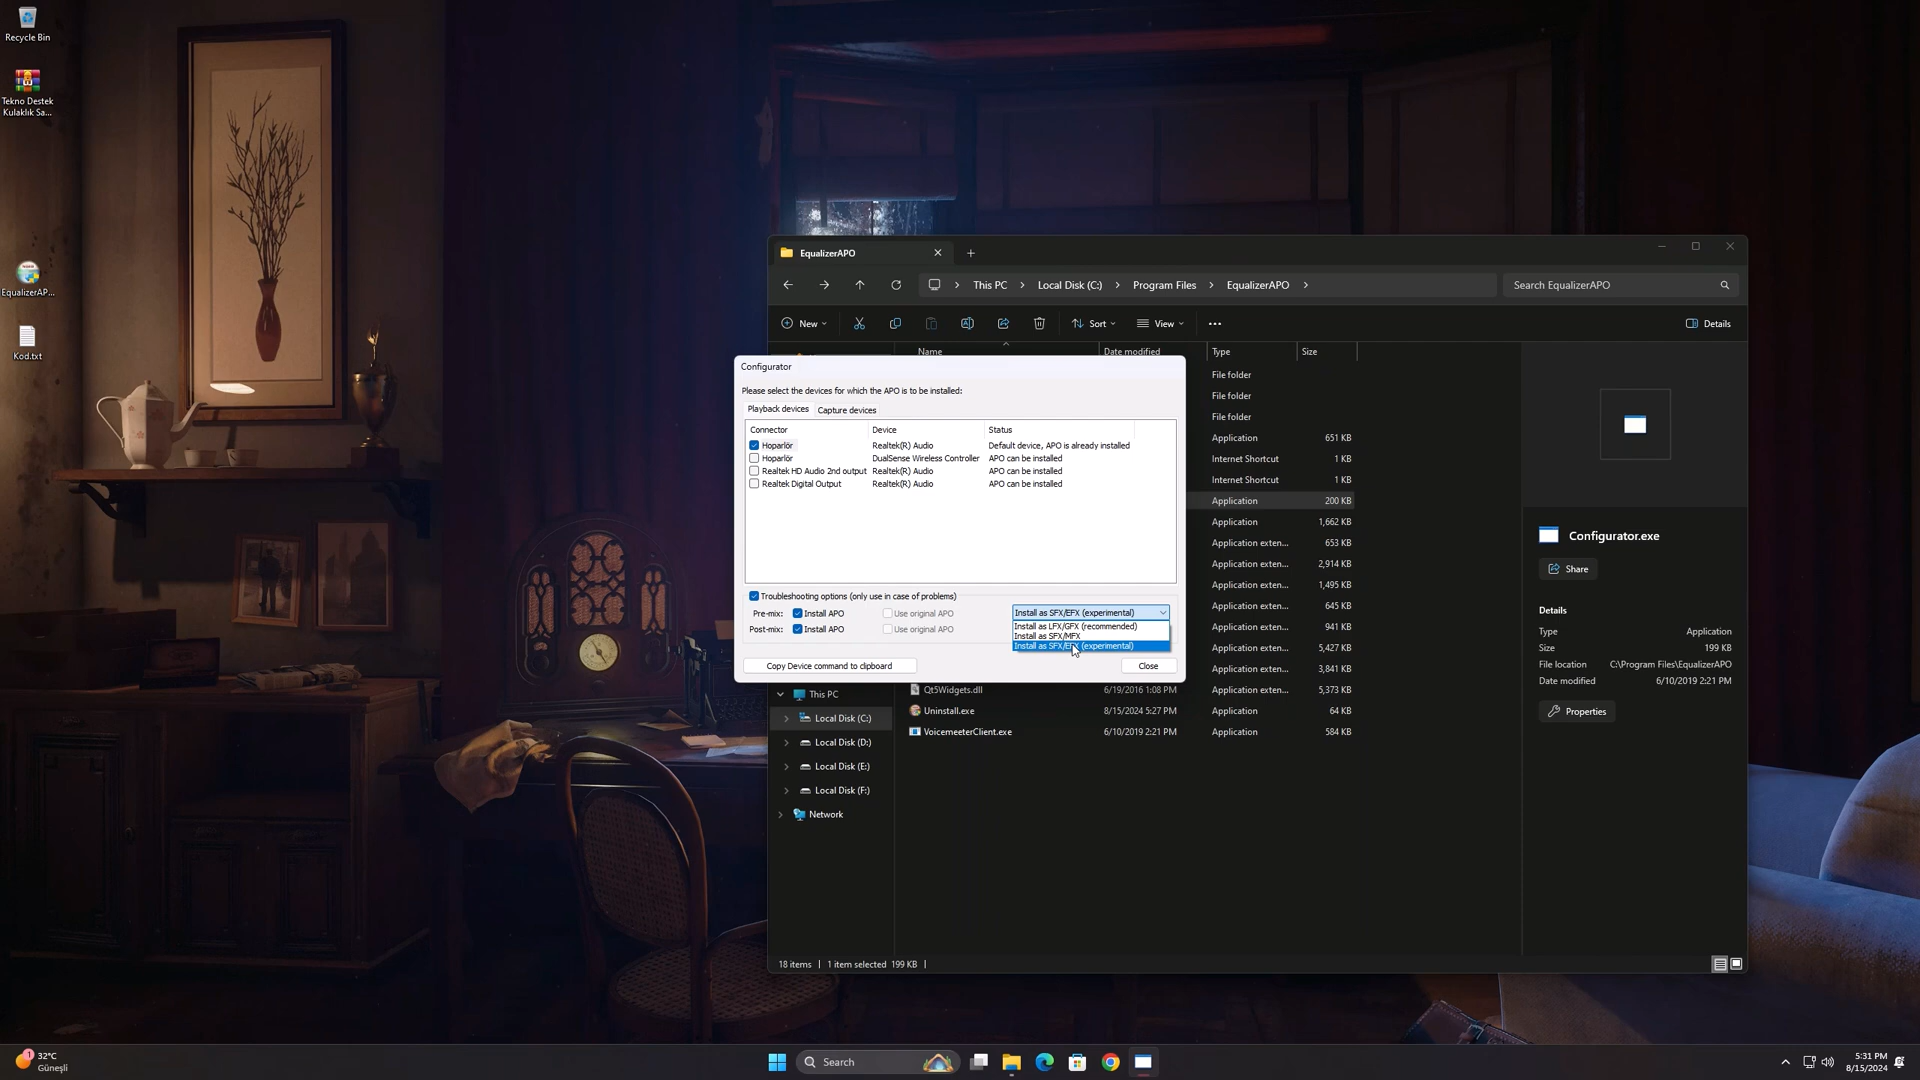 Recycle Bin
Tekno Destek
Kulaklık Sa...
EqualizerAP...
Kod.txt
EqualizerAPO
This PC
Local Disk (C:)
Program Files
EqualizerAPO
Search EqualizerAPO
New
Sort
View
Details
Name
Date modified
Type
Size
File folder
File folder
File folder
Application 651 KB
Internet Shortcut 1 KB
Internet Shortcut 1 KB
Application 200 KB
Application 1,662 KB
Application exten... 653 KB
Application exten... 2,914 KB
Application exten... 1,495 KB
Application exten... 645 KB
Application exten... 941 KB
Application exten... 5,427 KB
Application exten... 3,841 KB
Qt5Widgets.dll 6/19/2016 1:08 PM Application exten... 5,373 KB
Uninstall.exe 8/15/2024 5:27 PM Application 64 KB
VoicemeeterClient.exe 6/10/2019 2:21 PM Application 584 KB
Configurator
Please select the devices for which the APO is to be installed:
Playback devices Capture devices
Connector Device Status
Hoparlör Realtek(R) Audio Default device, APO is already installed
Hoparlör DualSense Wireless Controller APO can be installed
Realtek HD Audio 2nd output Realtek(R) Audio APO can be installed
Realtek Digital Output Realtek(R) Audio APO can be installed
Troubleshooting options (only use in case of problems)
Pre-mix: Install APO Use original APO Install as SFX/EFX (experimental)
Post-mix: Install APO Use original APO
Install as LFX/GFX (recommended)
Install as SFX/MFX
Install as SFX/EFX (experimental)
Copy Device command to clipboard
Close
This PC
Local Disk (C:)
Local Disk (D:)
Local Disk (E:)
Local Disk (F:)
Network
Configurator.exe
Share
Details
Type Application
Size 199 KB
File location C:\Program Files\EqualizerAPO
Date modified 6/10/2019 2:21 PM
Properties
18 items
1 item selected 199 KB
1
32°C
Güneşli
Search
5:31 PM
8/15/2024